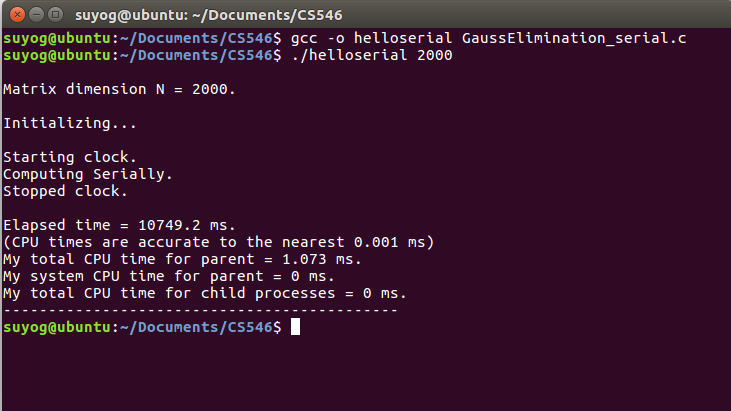 suyog@ubuntu: ~/Documents/CS546
suyog@ubuntu:~/Documents/CS546$ gcc -o helloserial GaussElimination_serial.c
suyog@ubuntu:~/Documents/CS546$ ./helloserial 2000
Matrix dimension N = 2000.
Initializing...
Starting clock.
Computing Serially.
Stopped clock.
Elapsed time = 10749.2 ms.
(CPU times are accurate to the nearest 0.001 ms)
My total CPU time for parent = 1.073 ms.
My system CPU time for parent = 0 ms.
My total CPU time for child processes = 0 ms.
--------------------------------------------
suyog@ubuntu:~/Documents/CS546$